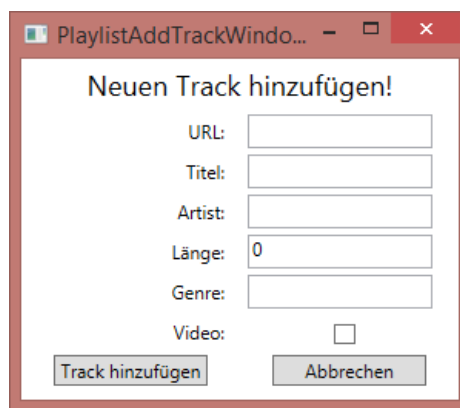 PlaylistAddTrackWindo...
Neuen Track hinzufügen!
URL:
Titel:
Artist:
Länge: 0
Genre:
Video:
Track hinzufügen Abbrechen